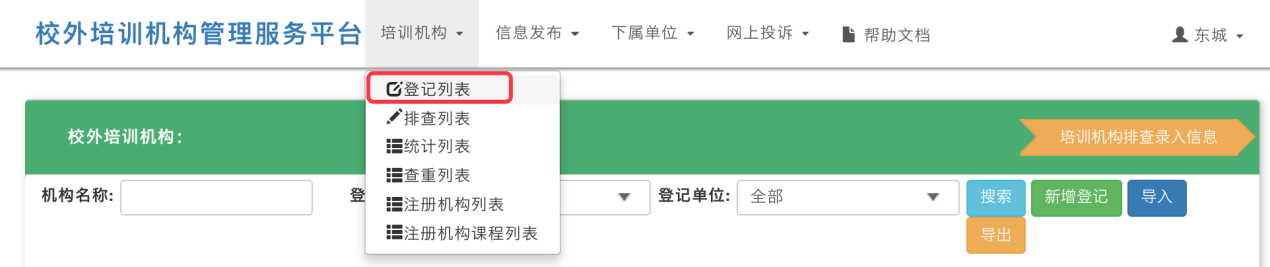 校外培训机构管理服务平台 培训机构 信息发布 下属单位 网上投诉 帮助文档 东城
登记列表
排查列表
校外培训机构: 培训机构排查录入信息
统计列表
查重列表
机构名称: 登 登记单位: 全部 搜索 新增登记 导入
注册机构列表
注册机构课程列表 导出